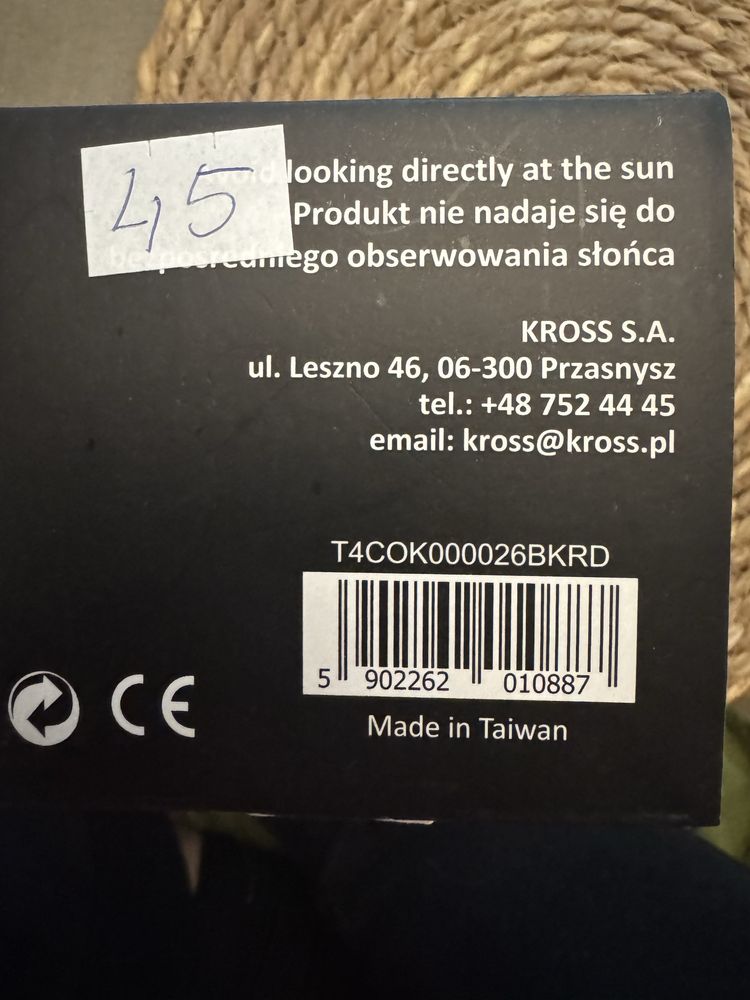 45
looking directly at the sun
Produkt nie nadaje się do
bezpośredniego obserwowania słońca
KROSS S.A.
ul. Leszno 46, 06-300 Przasnysz
tel.: +48 752 44 45
email: kross@kross.pl
T4COK000026BKRD
5 902262 010887
CE
Made in Taiwan